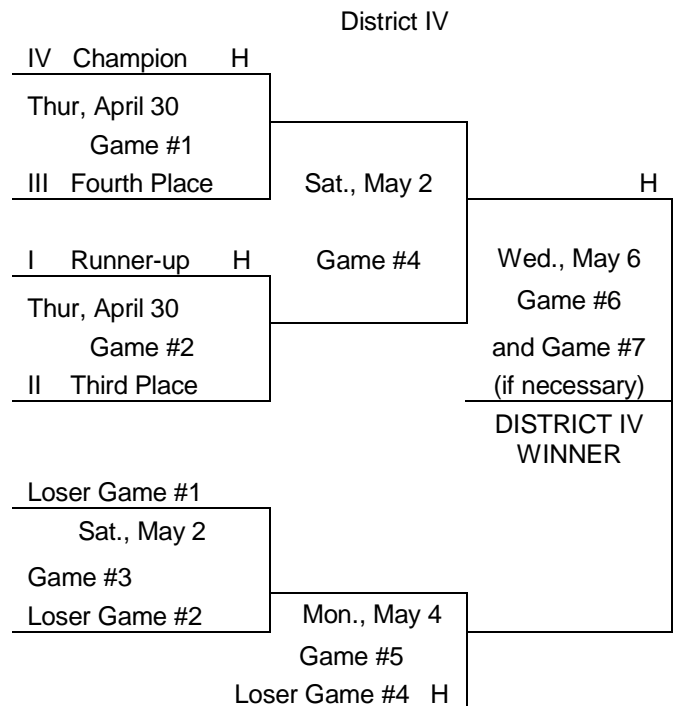 District IV
IV Champion H
Thur, April 30
Game #1
III Fourth Place
Sat., May 2
H
I Runner-up H
Game #4
Wed., May 6
Thur, April 30
Game #6
Game #2
and Game #7
II Third Place
(if necessary)
DISTRICT IV
WINNER
Loser Game #1
Sat., May 2
Game #3
Loser Game #2
Mon., May 4
Game #5
Loser Game #4 H